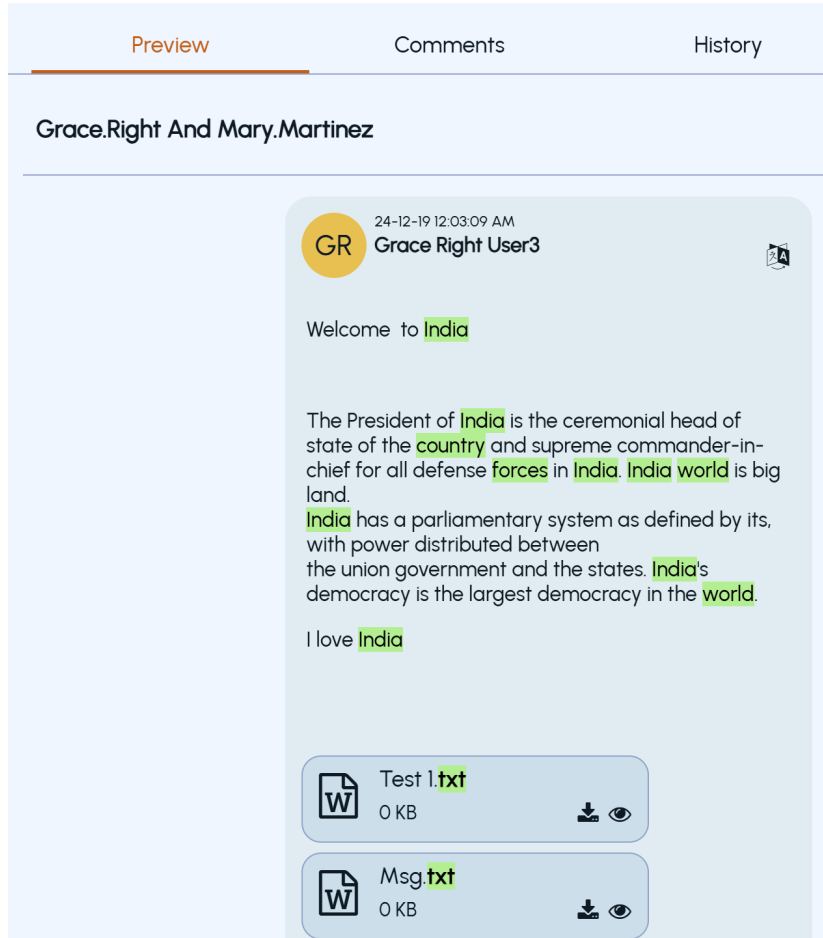 Preview Comments History
Grace.Right And Mary.Martinez
24-12-19 12:03:09 AM
GR Grace Right User3
Welcome  to India
The President of India is the ceremonial head of
state of the country and supreme commander-in-
chief for all defense forces in India. India world is big
land.
India has a parliamentary system as defined by its,
with power distributed between
the union government and the states. India's
democracy is the largest democracy in the world.
I love India
Test 1.txt
0 KB
Msg.txt
0 KB